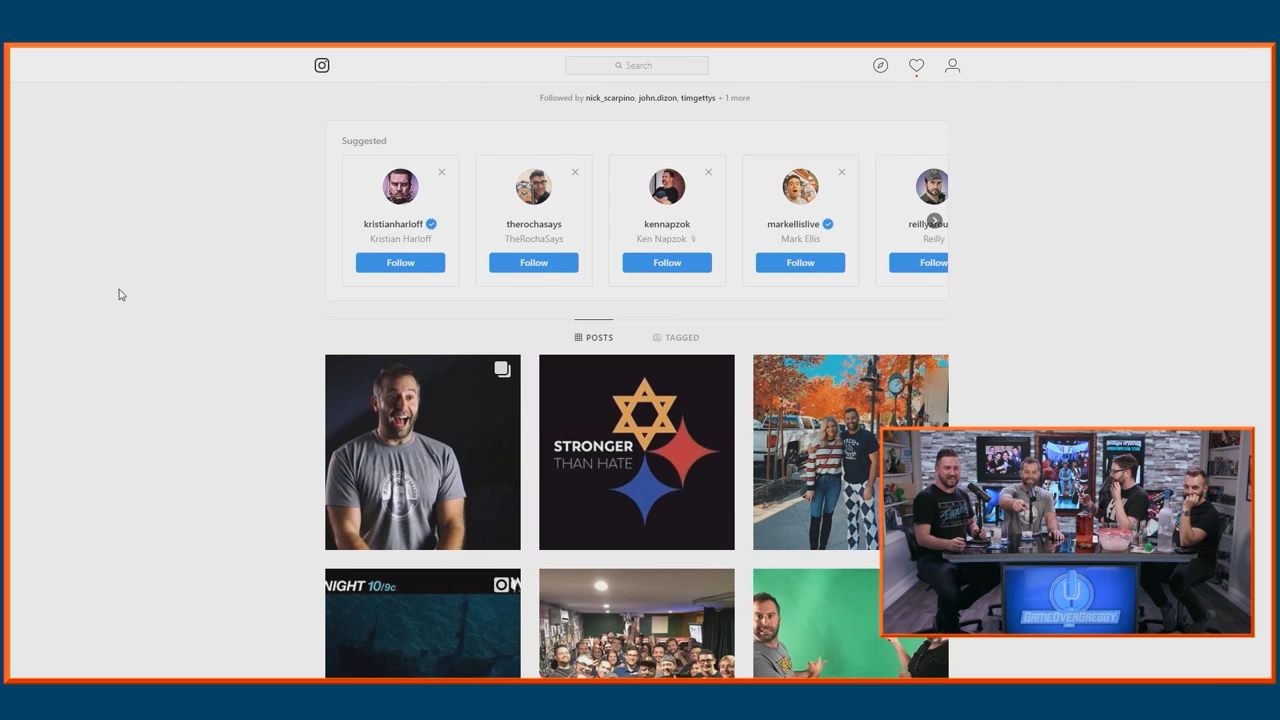 Search
Followed by nick_scarpino, john.dizon, timgettys + 1 more
Suggested
kristianharloff
Kristian Harloff
Follow
therochasays
TheRochaSays
Follow
kennapzok
Ken Napzok
Follow
markellislive
Mark Ellis
Follow
Reilly
Follow
POSTS
TAGGED
STRONGER
THAN HATE
NIGHT 10/9c
GAMEOVERGREGGY